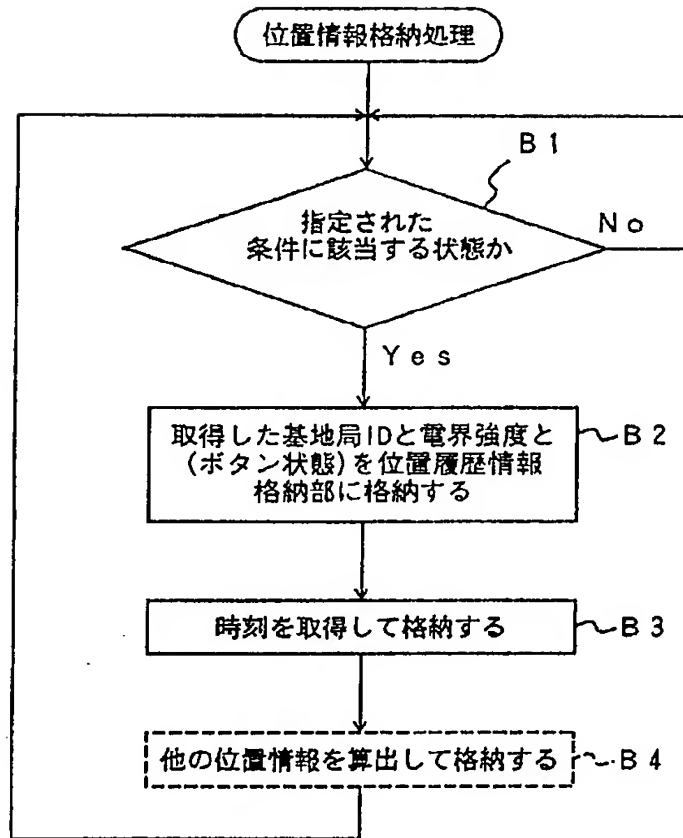 位置情報格納処理
B1
指定された
条件に該当する状態か
No
Yes
取得した基地局IDと電界強度と
(ボタン状態)を位置履歴情報
格納部に格納する
B2
時刻を取得して格納する
B3
他の位置情報を算出して格納する
B4